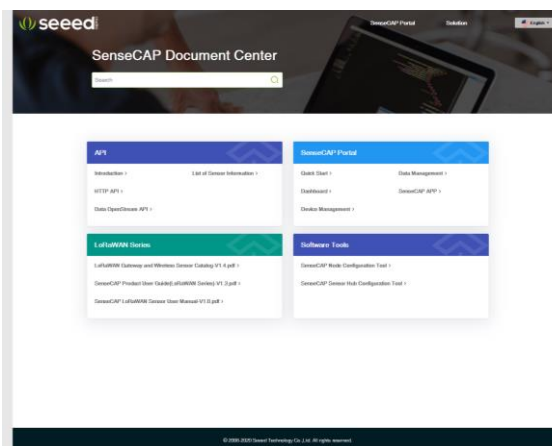 seeed
SenseCAP Portal
Solution
English
SenseCAP Document Center
Search
API
Introduction >
List of Sensor Information >
HTTP API >
Data OpenStream API >
SenseCAP Portal
Quick Start >
Data Management >
Dashboard >
SenseCAP APP >
Device Management >
LoRaWAN Series
LoRaWAN Gateway and Wireless Sensor Catalog V1.4.pdf >
SenseCAP Product User Guide(LoRaWAN Series)-V1.3.pdf >
SenseCAP LoRaWAN Sensor User Manual-V1.0.pdf >
Software Tools
SenseCAP Node Configuration Tool >
SenseCAP Sensor Hub Configuration Tool >
© 2008-2020 Seeed Technology Co.,Ltd. All rights reserved.